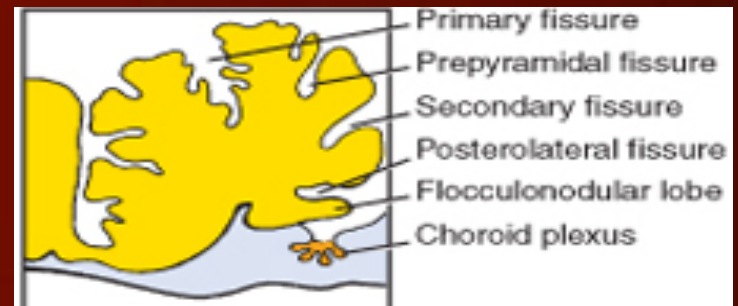 Primary fissure
Prepyramidal fissure
Secondary fissure
Posterolateral fissure
Flocculonodular lobe
Choroid plexus